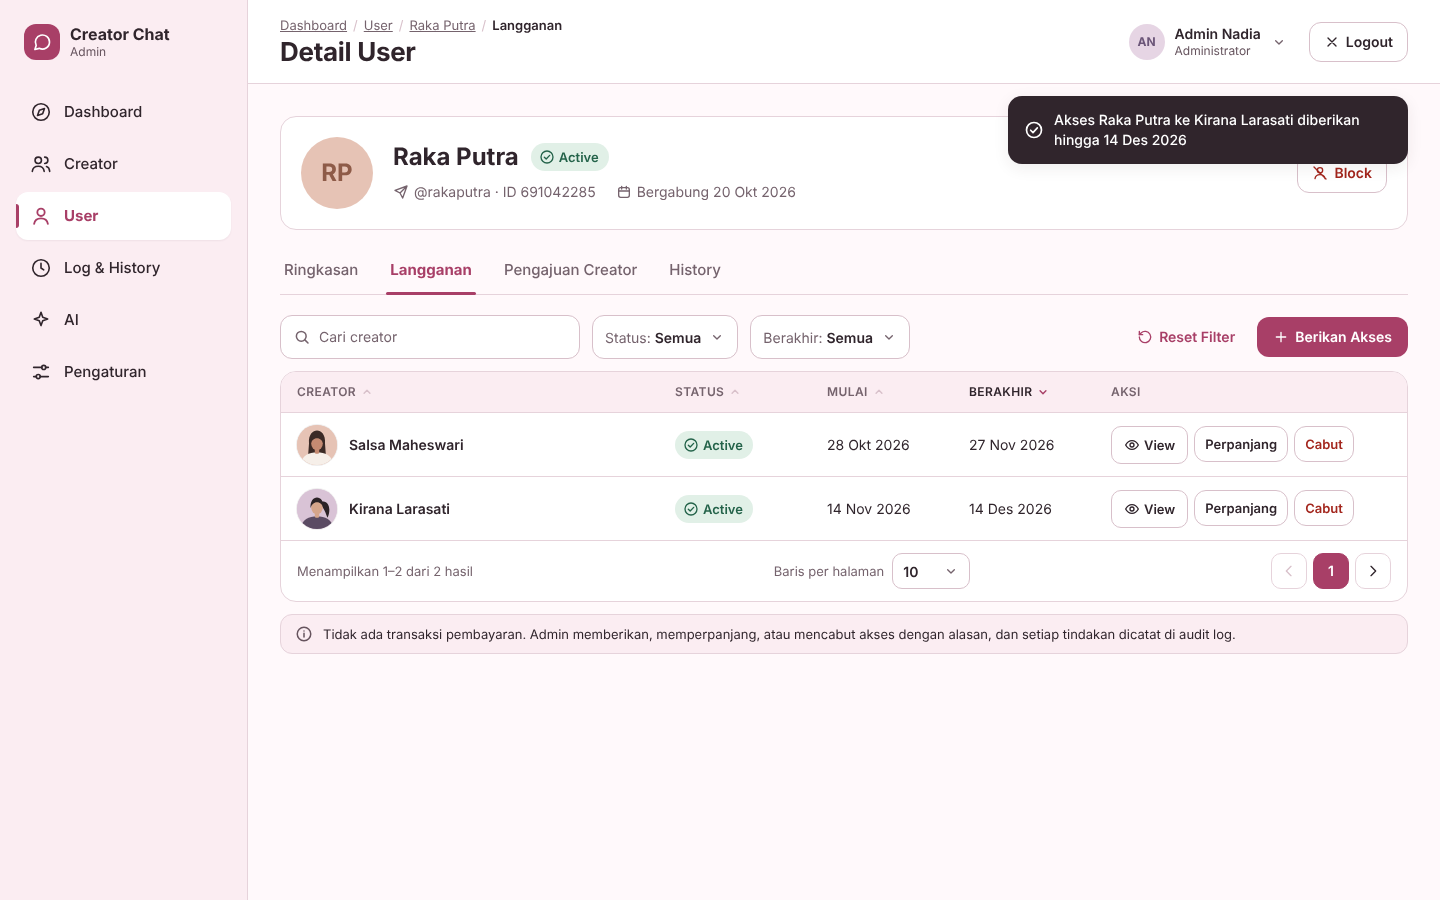 Creator Chat
Admin
Dashboard
Creator
User
Log & History
AI
Pengaturan
Dashboard / User / Raka Putra / Langganan
Detail User
AN
Admin Nadia
Administrator
Logout
Akses Raka Putra ke Kirana Larasati diberikan
hingga 14 Des 2026
RP
Raka Putra
Active
@rakaputra · ID 691042285
Bergabung 20 Okt 2026
Block
Ringkasan
Langganan
Pengajuan Creator
History
Cari creator
Status: Semua
Berakhir: Semua
Reset Filter
Berikan Akses
CREATOR STATUS MULAI BERAKHIR AKSI
Salsa Maheswari Active 28 Okt 2026 27 Nov 2026 View Perpanjang Cabut
Kirana Larasati Active 14 Nov 2026 14 Des 2026 View Perpanjang Cabut
Menampilkan 1–2 dari 2 hasil
Baris per halaman 10
1
Tidak ada transaksi pembayaran. Admin memberikan, memperpanjang, atau mencabut akses dengan alasan, dan setiap tindakan dicatat di audit log.